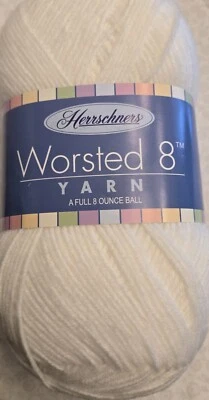 Herrschners
Worsted 8™
YARN
A FULL 8 OUNCE BALL